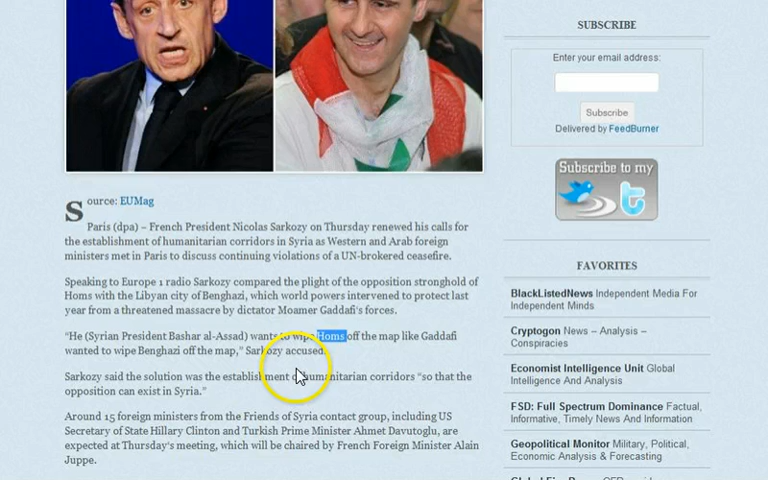 Source: EUMag
Paris (dpa) – French President Nicolas Sarkozy on Thursday renewed his calls for
the establishment of humanitarian corridors in Syria as Western and Arab foreign
ministers met in Paris to discuss continuing violations of a UN-brokered ceasefire.
Speaking to Europe 1 radio Sarkozy compared the plight of the opposition stronghold of
Homs with the Libyan city of Benghazi, which world powers intervened to protect last
year from a threatened massacre by dictator Moamer Gaddafi's forces.
“He (Syrian President Bashar al-Assad) wants to wipe Homs off the map like Gaddafi
wanted to wipe Benghazi off the map,” Sarkozy accused.
Sarkozy said the solution was the establishment of humanitarian corridors “so that the
opposition can exist in Syria.”
Around 15 foreign ministers from the Friends of Syria contact group, including US
Secretary of State Hillary Clinton and Turkish Prime Minister Ahmet Davutoglu, are
expected at Thursday's meeting, which will be chaired by French Foreign Minister Alain
Juppe.
SUBSCRIBE
Enter your email address:
Subscribe
Delivered by FeedBurner
Subscribe to my
FAVORITES
BlackListedNews Independent Media For
Independent Minds
Cryptogon News – Analysis –
Conspiracies
Economist Intelligence Unit Global
Intelligence And Analysis
FSD: Full Spectrum Dominance Factual,
Informative, Timely News And Information
Geopolitical Monitor Military, Political,
Economic Analysis & Forecasting